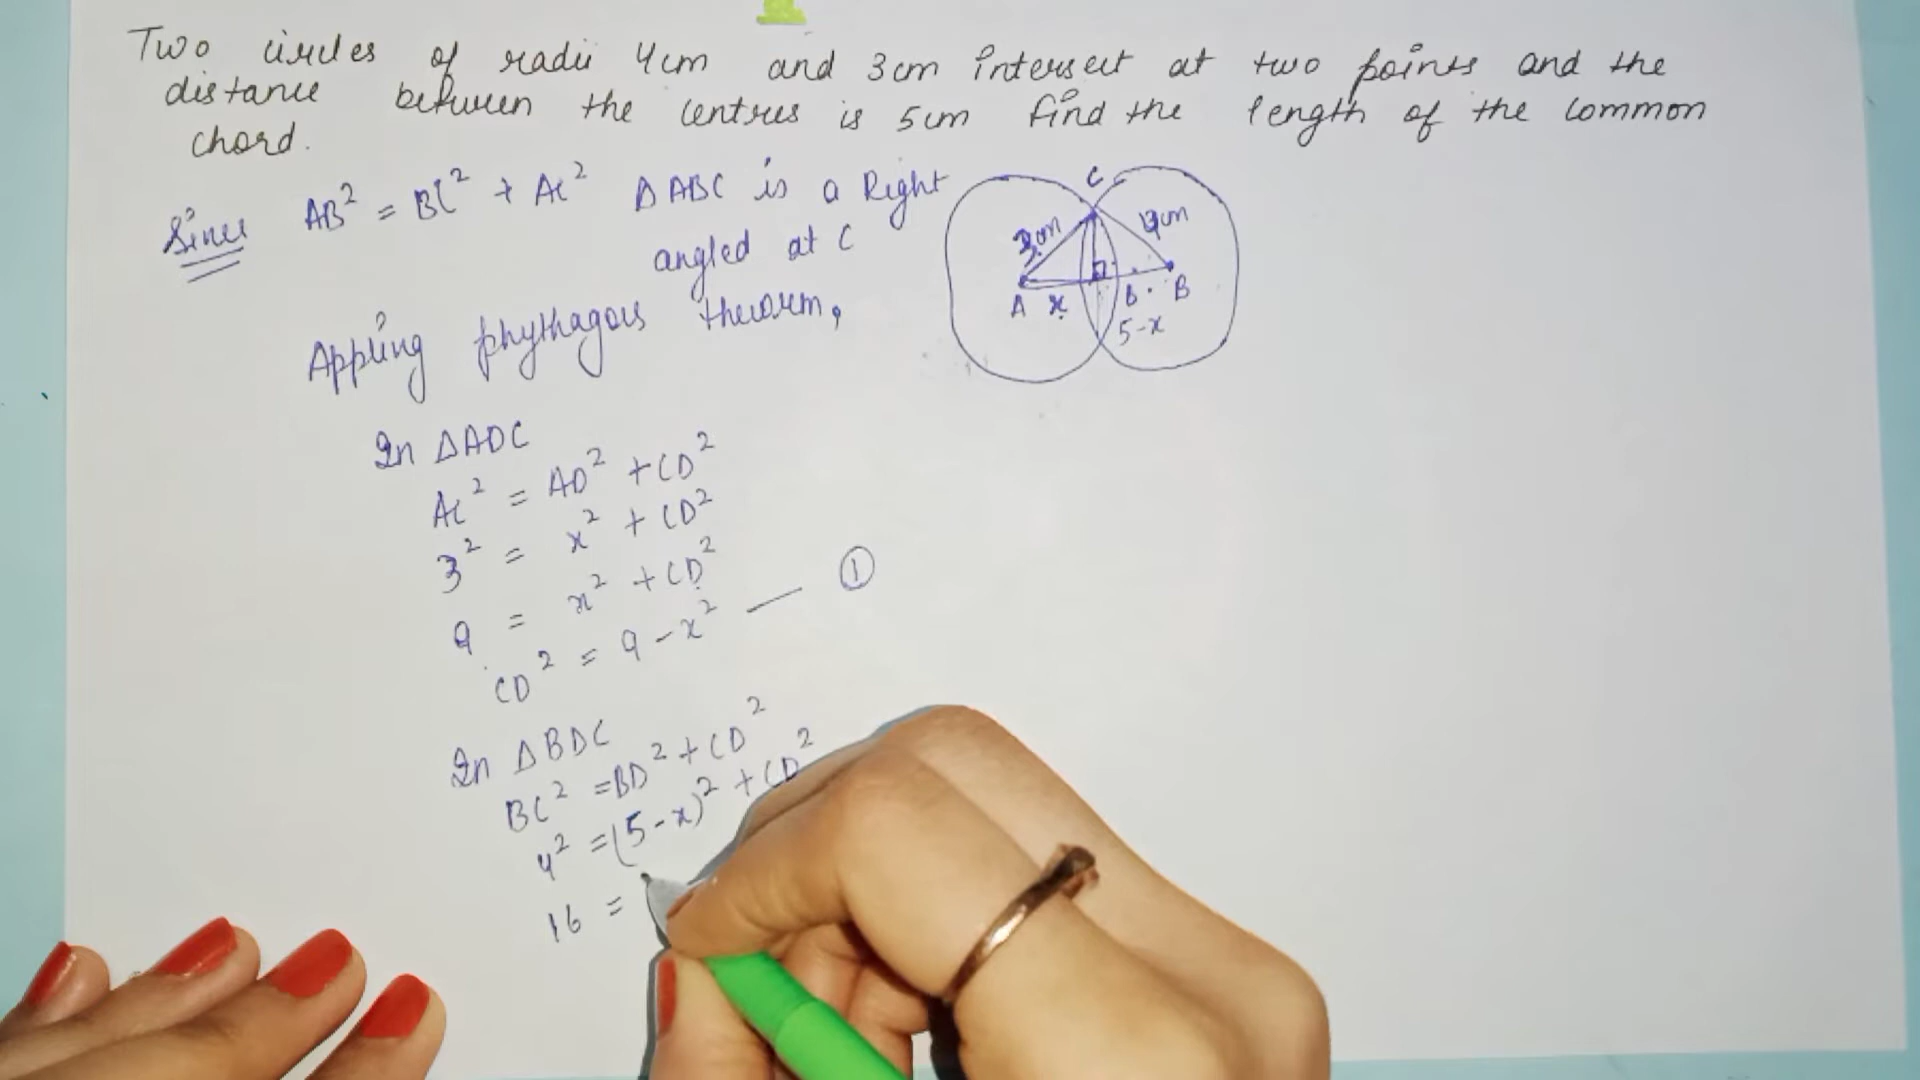 Two circles of radii 4cm and 3cm intersect at two points and the
distance between the centres is 5cm find the length of the common
chord.
Since AB² = BC² + AC² Δ ABC is a Right
angled at C
Appling phythagous theorem,
In ΔADC
AC² = AD² + CD²
3² = x² + CD²
9 = x² + CD²
CD² = 9 - x² — ①
In ΔBDC
BC² = BD² + CD²
4² = (5-x)² + CD²
16 =
C
3cm
cm
A x B
5-x